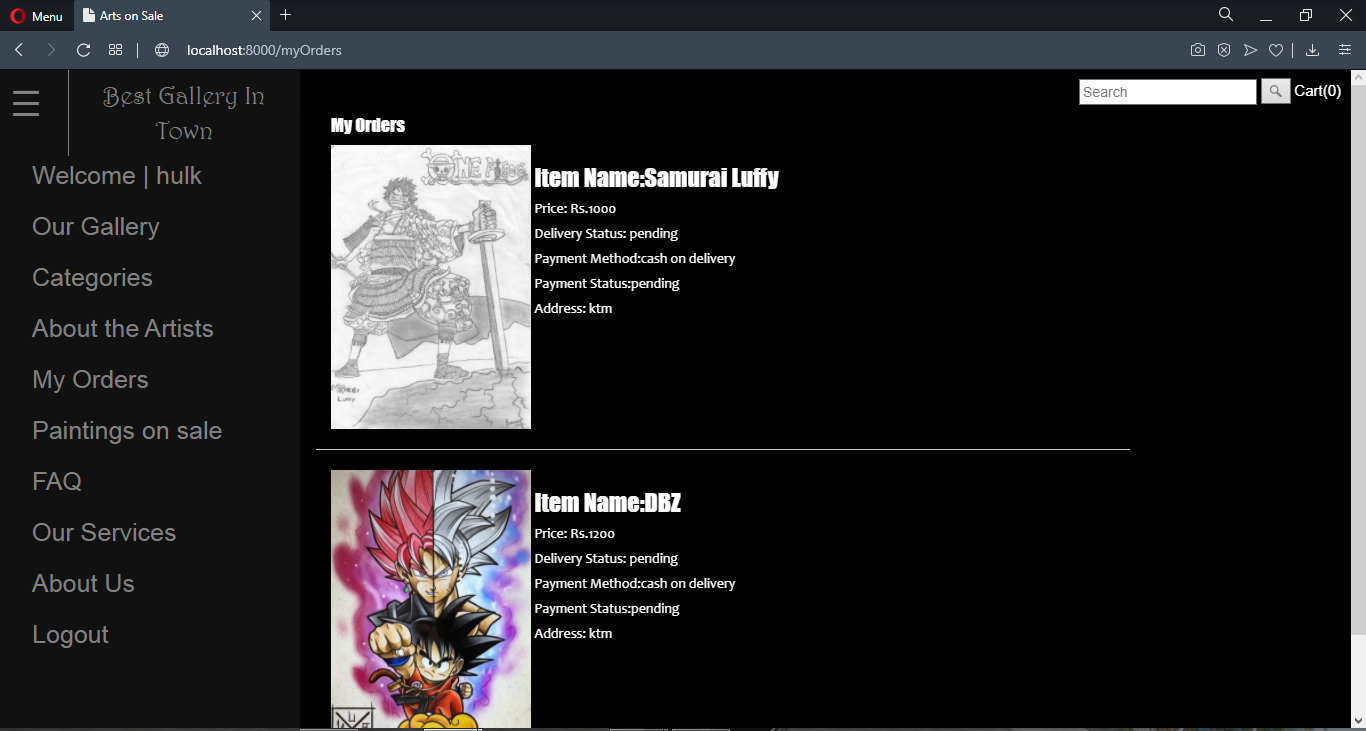 Menu
Arts on Sale
localhost:8000/myOrders
Best Gallery In
Town
Welcome | hulk
Our Gallery
Categories
About the Artists
My Orders
Paintings on sale
FAQ
Our Services
About Us
Logout
Search
Cart(0)
My Orders
ONE PIECE
Luffy
Item Name:Samurai Luffy
Price: Rs.1000
Delivery Status: pending
Payment Method:cash on delivery
Payment Status:pending
Address: ktm
Item Name:DBZ
Price: Rs.1200
Delivery Status: pending
Payment Method:cash on delivery
Payment Status:pending
Address: ktm